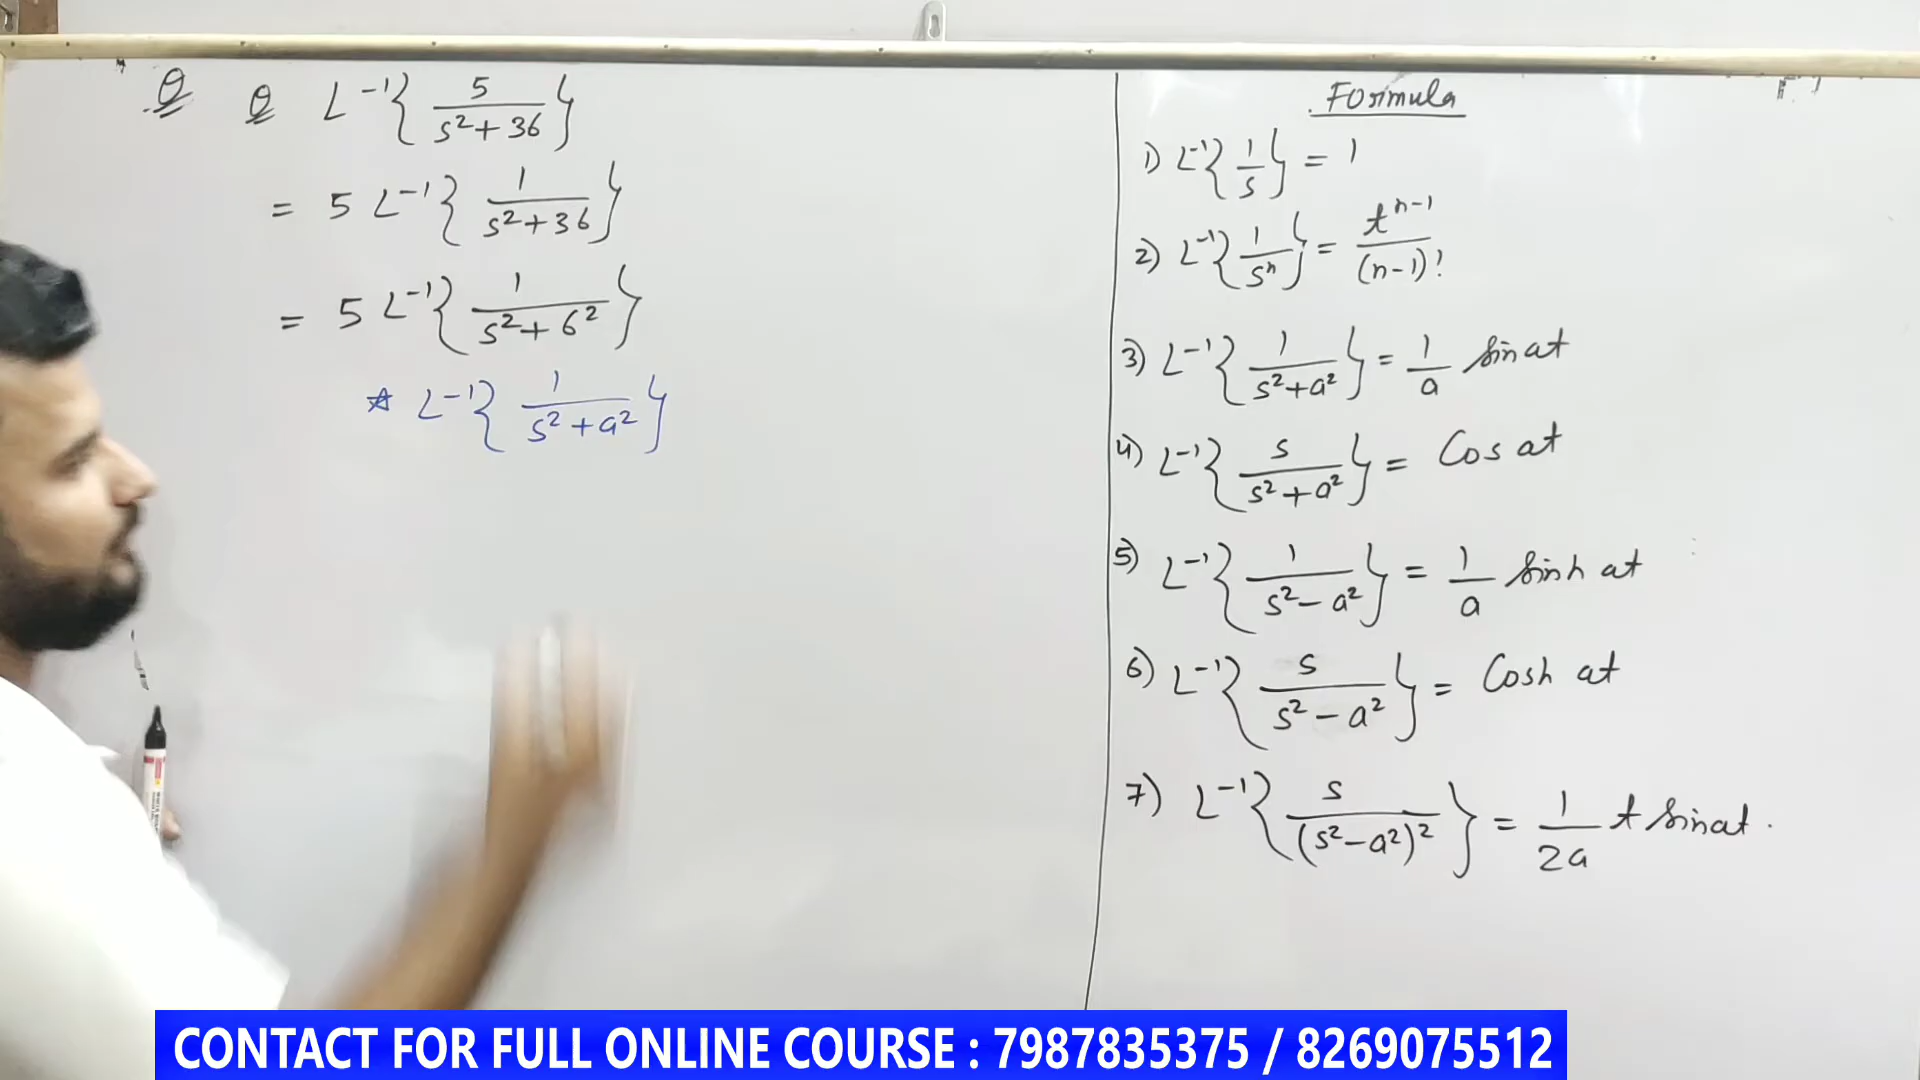 Q Q L⁻¹{ 5 / (s²+36) }
= 5 L⁻¹{ 1 / (s²+36) }
= 5 L⁻¹{ 1 / (s²+6²) }
☆ L⁻¹{ 1 / (s²+a²) }
Formula
1) L⁻¹{ 1 / s } = 1
2) L⁻¹{ 1 / sⁿ } = tⁿ⁻¹ / (n-1)!
3) L⁻¹{ 1 / (s²+a²) } = 1/a sin at
4) L⁻¹{ s / (s²+a²) } = Cos at
5) L⁻¹{ 1 / (s²-a²) } = 1/a sinh at
6) L⁻¹{ s / (s²-a²) } = Cosh at
7) L⁻¹{ s / (s²-a²)² } = 1/2a t sin at.
CONTACT FOR FULL ONLINE COURSE : 7987835375 / 8269075512